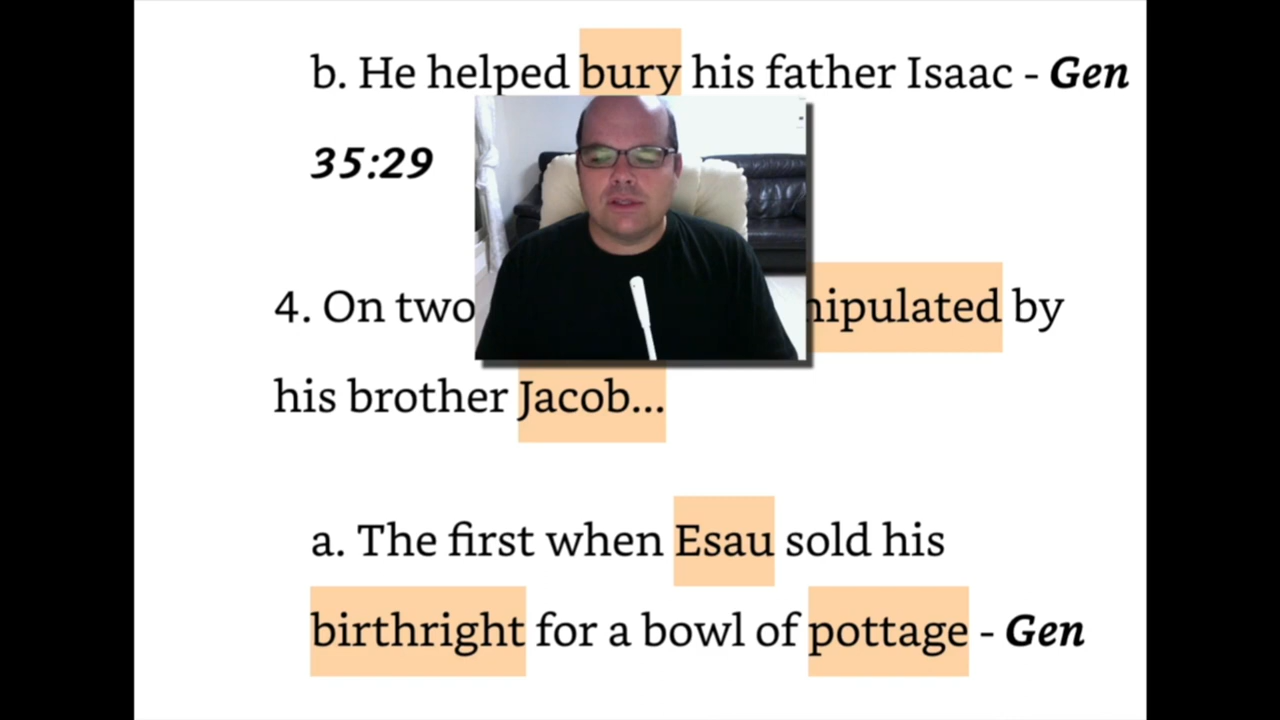 b. He helped bury his father Isaac - Gen
35:29
4. On two nipulated by
his brother Jacob...
a. The first when Esau sold his
birthright for a bowl of pottage - Gen